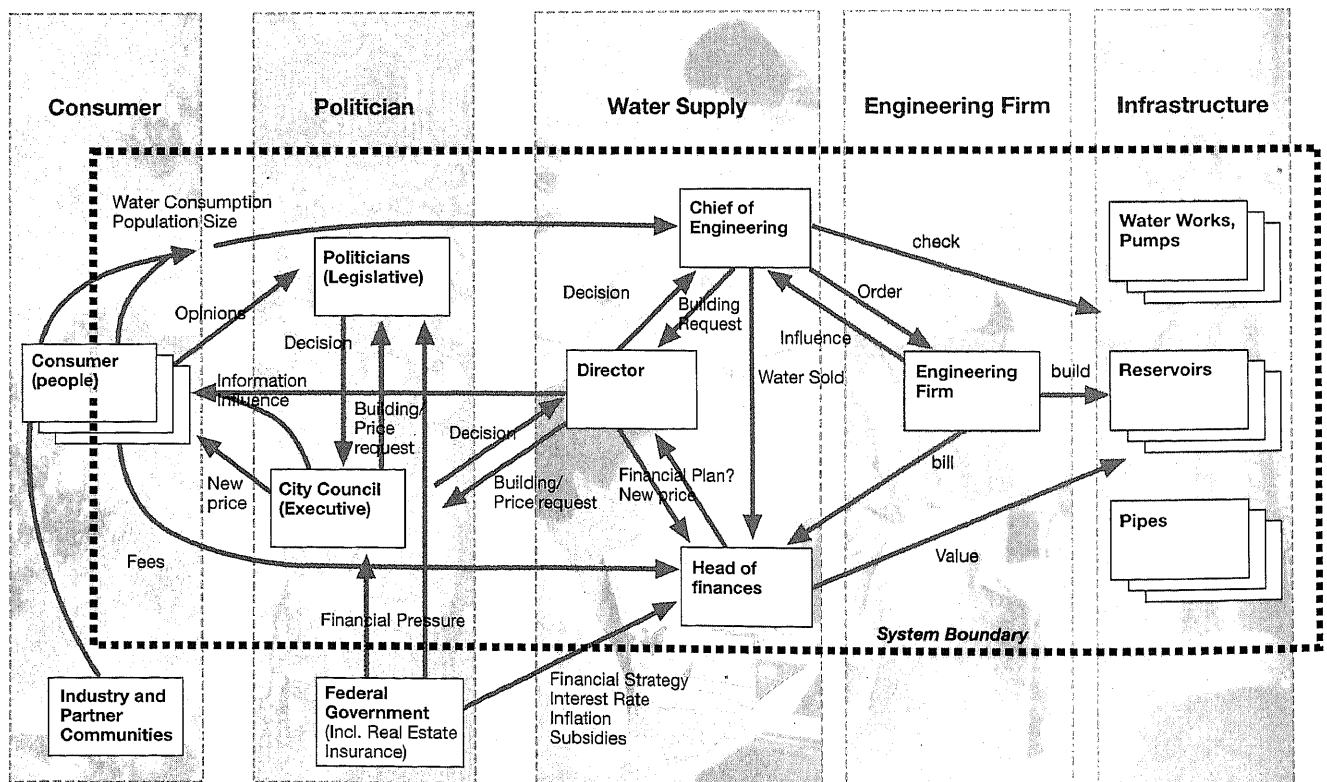 Consumer
Politician
Water Supply
Engineering Firm
Infrastructure
Water Consumption
Population Size
Chief of
Engineering
Water Works,
Pumps
check
Politicians
(Legislative)
Opinions
Decision
Decision
Building
Request
Order
Influence
Consumer
(people)
Information
Influence
Director
Water Sold
Engineering
Firm
build
Reservoirs
Building/
Price
request
Decision
New
price
City Council
(Executive)
Building/
Price request
Financial Plan?
New price
bill
Pipes
Fees
Head of
finances
Value
Financial Pressure
System Boundary
Industry and
Partner
Communities
Federal
Government
(Incl. Real Estate
Insurance)
Financial Strategy
Interest Rate
Inflation
Subsidies